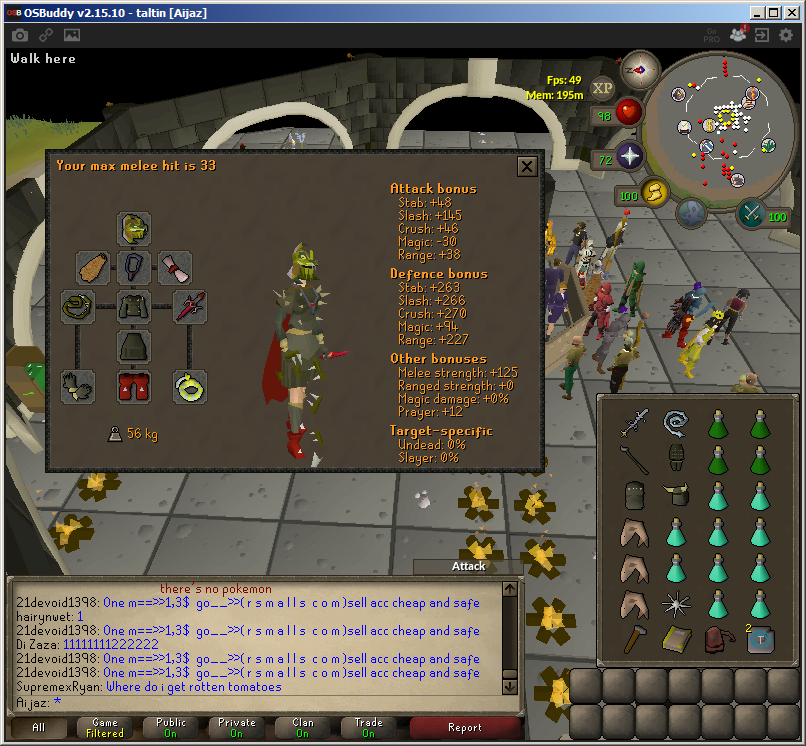 OSBuddy v2.15.10 - taltin [Aijaz]
Go PRO
Walk here
Fps: 49
Mem: 195m
XP
98
72
100
100
Your max melee hit is 33
Attack bonus
Stab: +48
Slash: +145
Crush: +46
Magic: -30
Range: +38
Defence bonus
Stab: +263
Slash: +266
Crush: +270
Magic: +94
Range: +227
Other bonuses
Melee strength: +125
Ranged strength: +0
Magic damage: +0%
Prayer: +12
Target-specific
Undead: 0%
Slayer: 0%
56 kg
Attack
2
T
there's no pokemon
21devoid1398: One m==>>1,3$ go__>>(r s m a l l s c o m)sell acc cheap and safe
hairynuet: 1
21devoid1398: One m==>>1,3$ go__>>(r s m a l l s c o m)sell acc cheap and safe
Di Zaza: 11111111222222
21devoid1398: One m==>>1,3$ go__>>(r s m a l l s c o m)sell acc cheap and safe
21devoid1398: One m==>>1,3$ go__>>(r s m a l l s c o m)sell acc cheap and safe
SupremexRyan: Where do i get rotten tomatoes
Aijaz: *
All
Game Filtered
Public On
Private On
Clan On
Trade On
Report